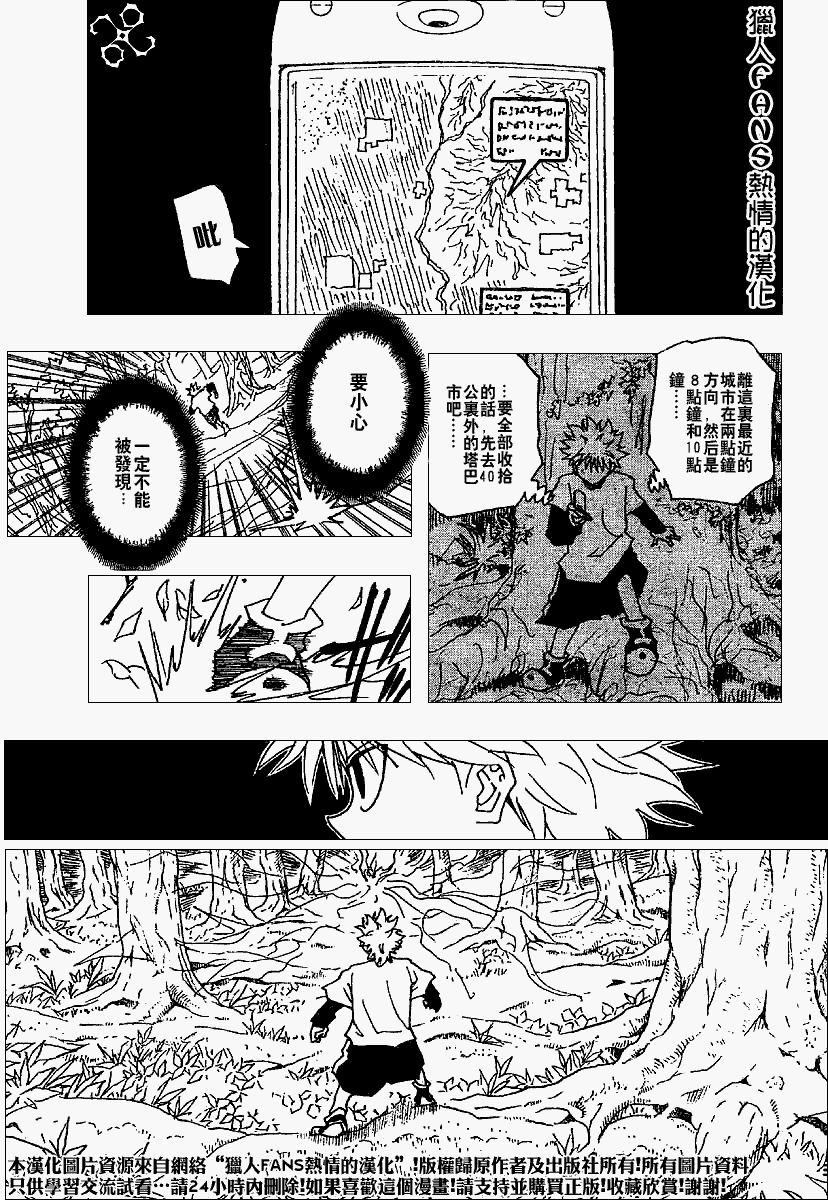 獵人FANS熱情的漢化
吡
離這裏最近的
城市在兩點鐘
方向,然后是
8點鐘和10點
鐘……
…要全部收拾
的話,先去40
公裏外的塔巴
市吧……
要小心
一定不能
被發現…
本漢化圖片資源來自網絡“獵人FANS熱情的漢化”!版權歸原作者及出版社所有!所有圖片資料
只供學習交流試看…請24小時內刪除!如果喜歡這個漫畫!請支持並購買正版!收藏欣賞!謝謝!